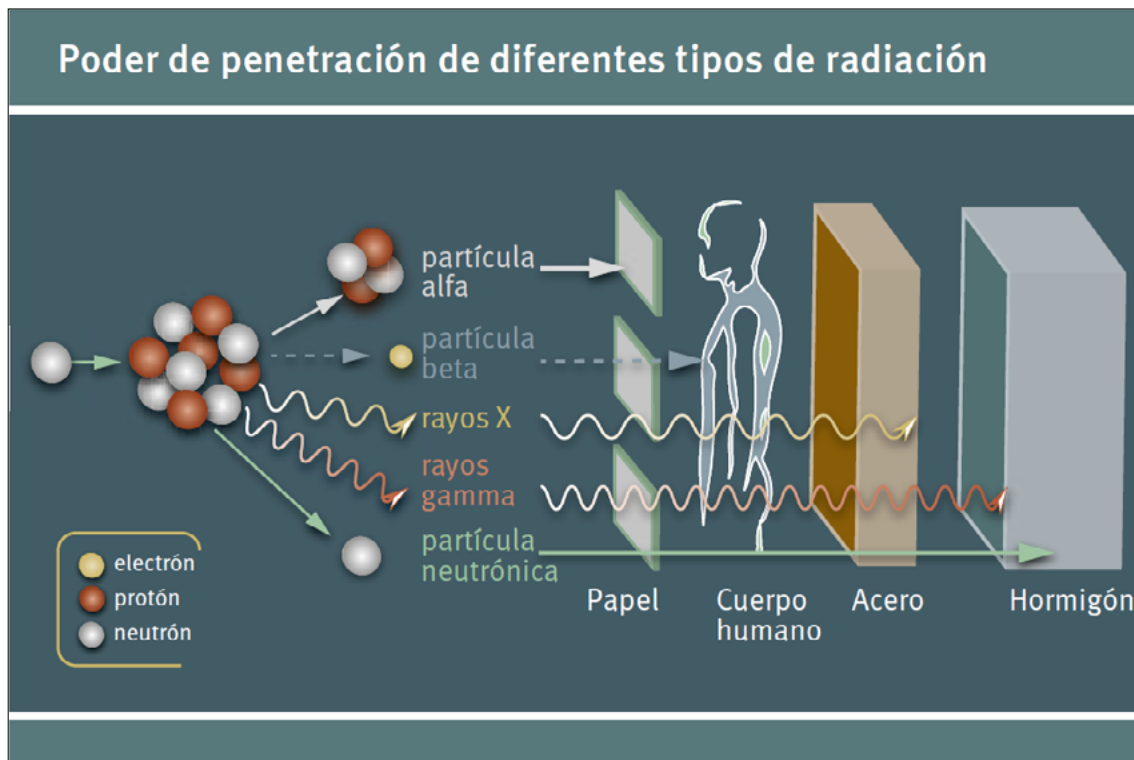 Poder de penetración de diferentes tipos de radiación
partícula
alfa
partícula
beta
rayos X
rayos
gamma
partícula
neutrónica
electrón
protón
neutrón
Papel
Cuerpo
humano
Acero
Hormigón